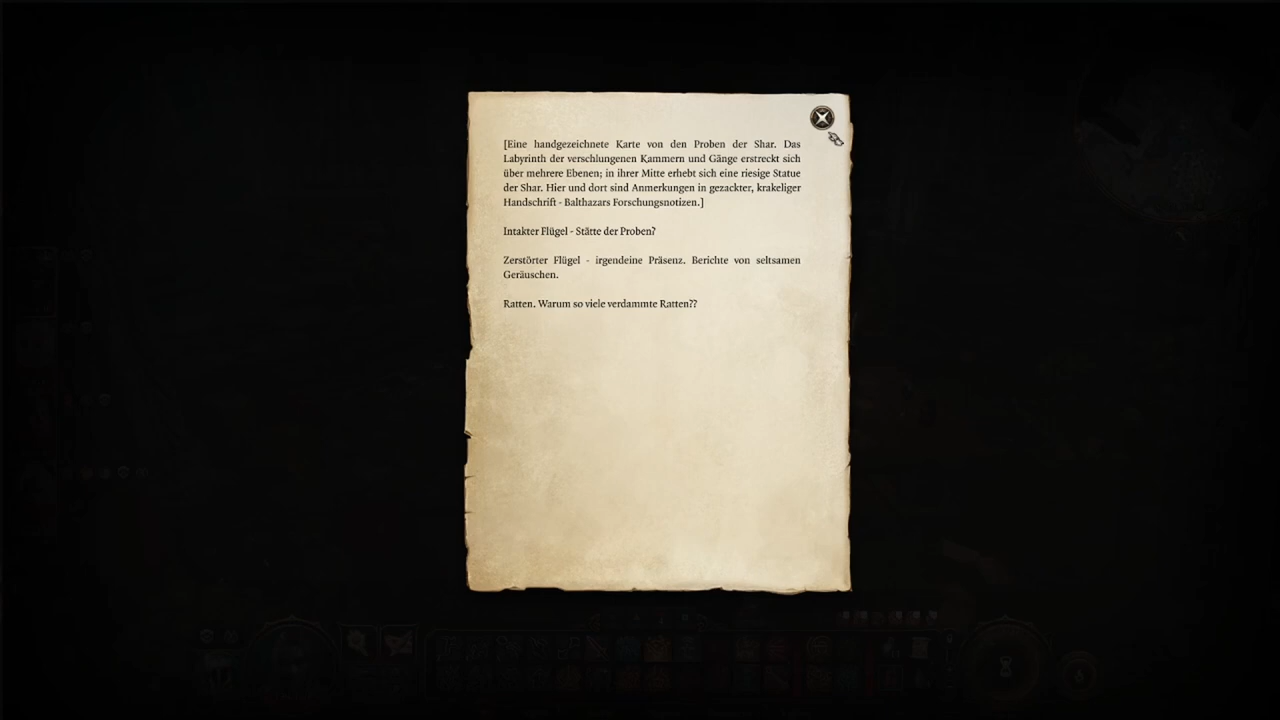 [Eine handgezeichnete Karte von den Proben der Shar. Das
Labyrinth der verschlungenen Kammern und Gänge erstreckt sich
über mehrere Ebenen; in ihrer Mitte erhebt sich eine riesige Statue
der Shar. Hier und dort sind Anmerkungen in gezackter, krakeliger
Handschrift - Balthazars Forschungsnotizen.]
Intakter Flügel - Stätte der Proben?
Zerstörter Flügel - irgendeine Präsenz. Berichte von seltsamen
Geräuschen.
Ratten. Warum so viele verdammte Ratten??